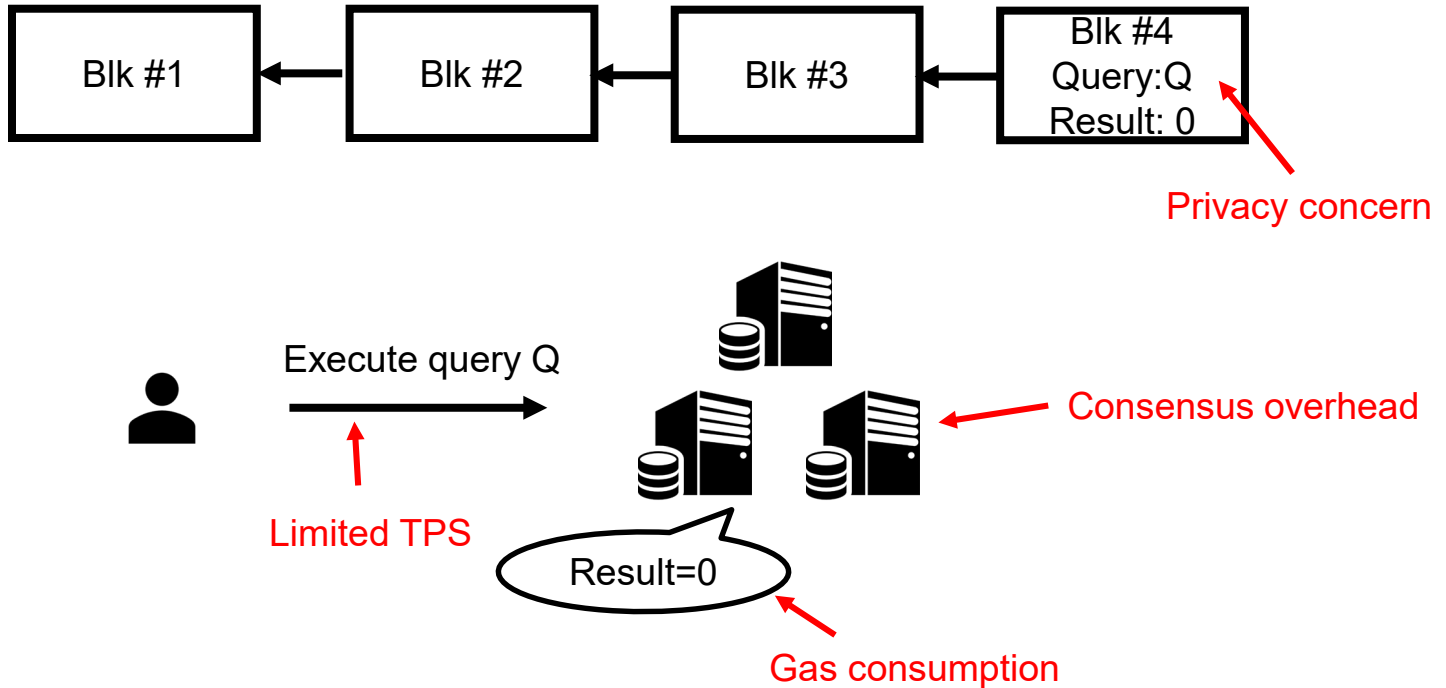 Blk #1
Blk #2
Blk #3
Blk #4
Query:Q
Result: 0
Privacy concern
Execute query Q
Consensus overhead
Limited TPS
Result=0
Gas consumption